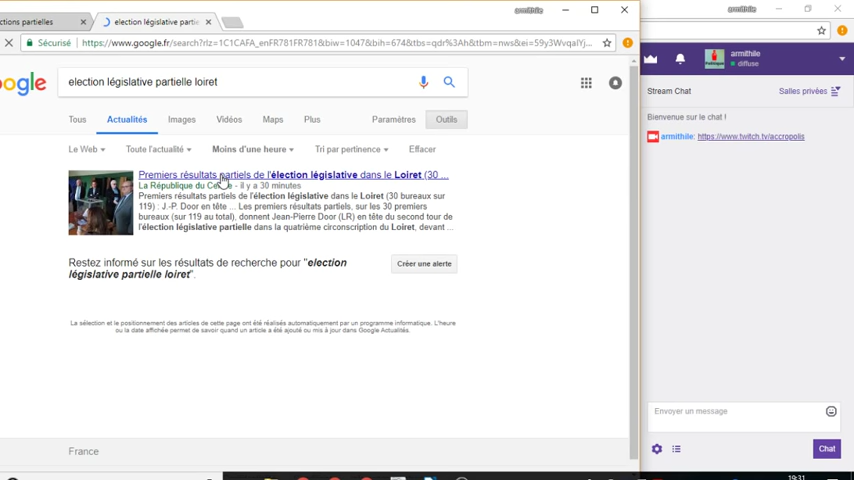 armithile
armithile
ctions partielles
élection législative partie
Sécurisé
https://www.google.fr/search?rlz=1C1CAFA_enFR781FR781&biw=1047&bih=674&tbs=qdr%3Ah&tbm=nws&ei=59y3WvqaIYj...
ogle
election législative partielle loiret
armithile
diffuse
Tous
Actualités
Images
Vidéos
Maps
Plus
Paramètres
Outils
Stream Chat
Salles privées
Le Web
Toute l'actualité
Moins d'une heure
Tri par pertinence
Effacer
Bienvenue sur le chat !
armithile: https://www.twitch.tv/accropolis
Premiers résultats partiels de l'élection législative dans le Loiret (30 ...
La République du Ce - il y a 30 minutes
Premiers résultats partiels de l'élection législative dans le Loiret (30 bureaux sur
119) : J.-P. Door en tête ... Les premiers résultats partiels, sur les 30 premiers
bureaux (sur 119 au total), donnent Jean-Pierre Door (LR) en tête du second tour de
l'élection législative partielle dans la quatrième circonscription du Loiret, devant ...
Restez informé sur les résultats de recherche pour "election
législative partielle loiret".
Créer une alerte
La sélection et le positionnement des articles de cette page ont été réalisés automatiquement par un programme informatique. L'heure
ou la date affichée permet de savoir quand un article a été ajouté ou mis à jour dans Google Actualités.
Envoyer un message
Chat
France
19:31